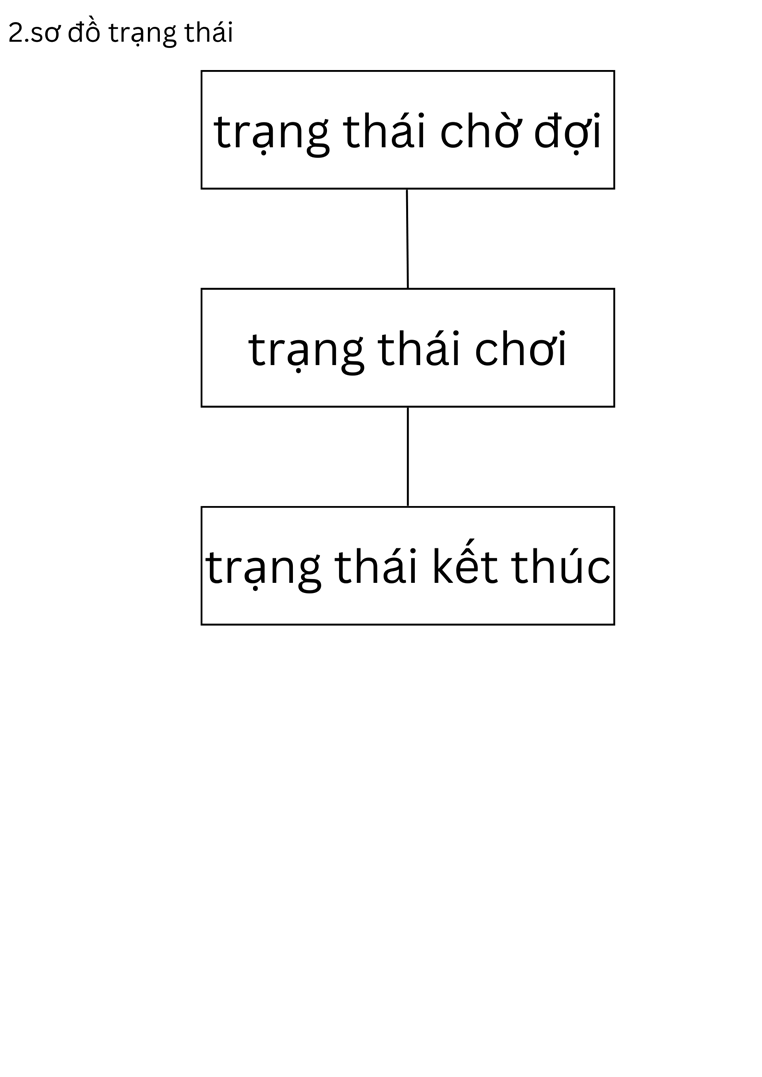 2.sơ đồ trạng thái
trạng thái chờ đợi
trạng thái chơi
trạng thái kết thúc